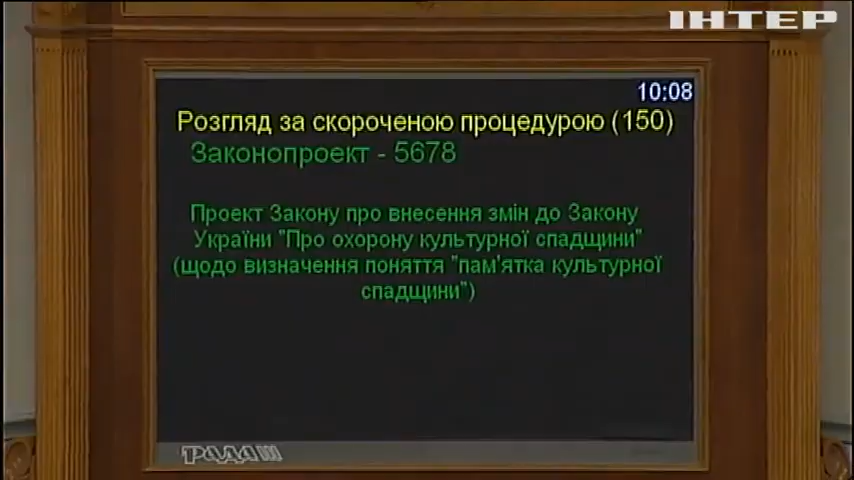 ІНТЕР
10:08
Розгляд за скороченою процедурою (150)
Законопроект - 5678
Проект Закону про внесення змін до Закону
України "Про охорону культурної спадщини"
(щодо визначення поняття "пам'ятка культурної
спадщини")
РАДА